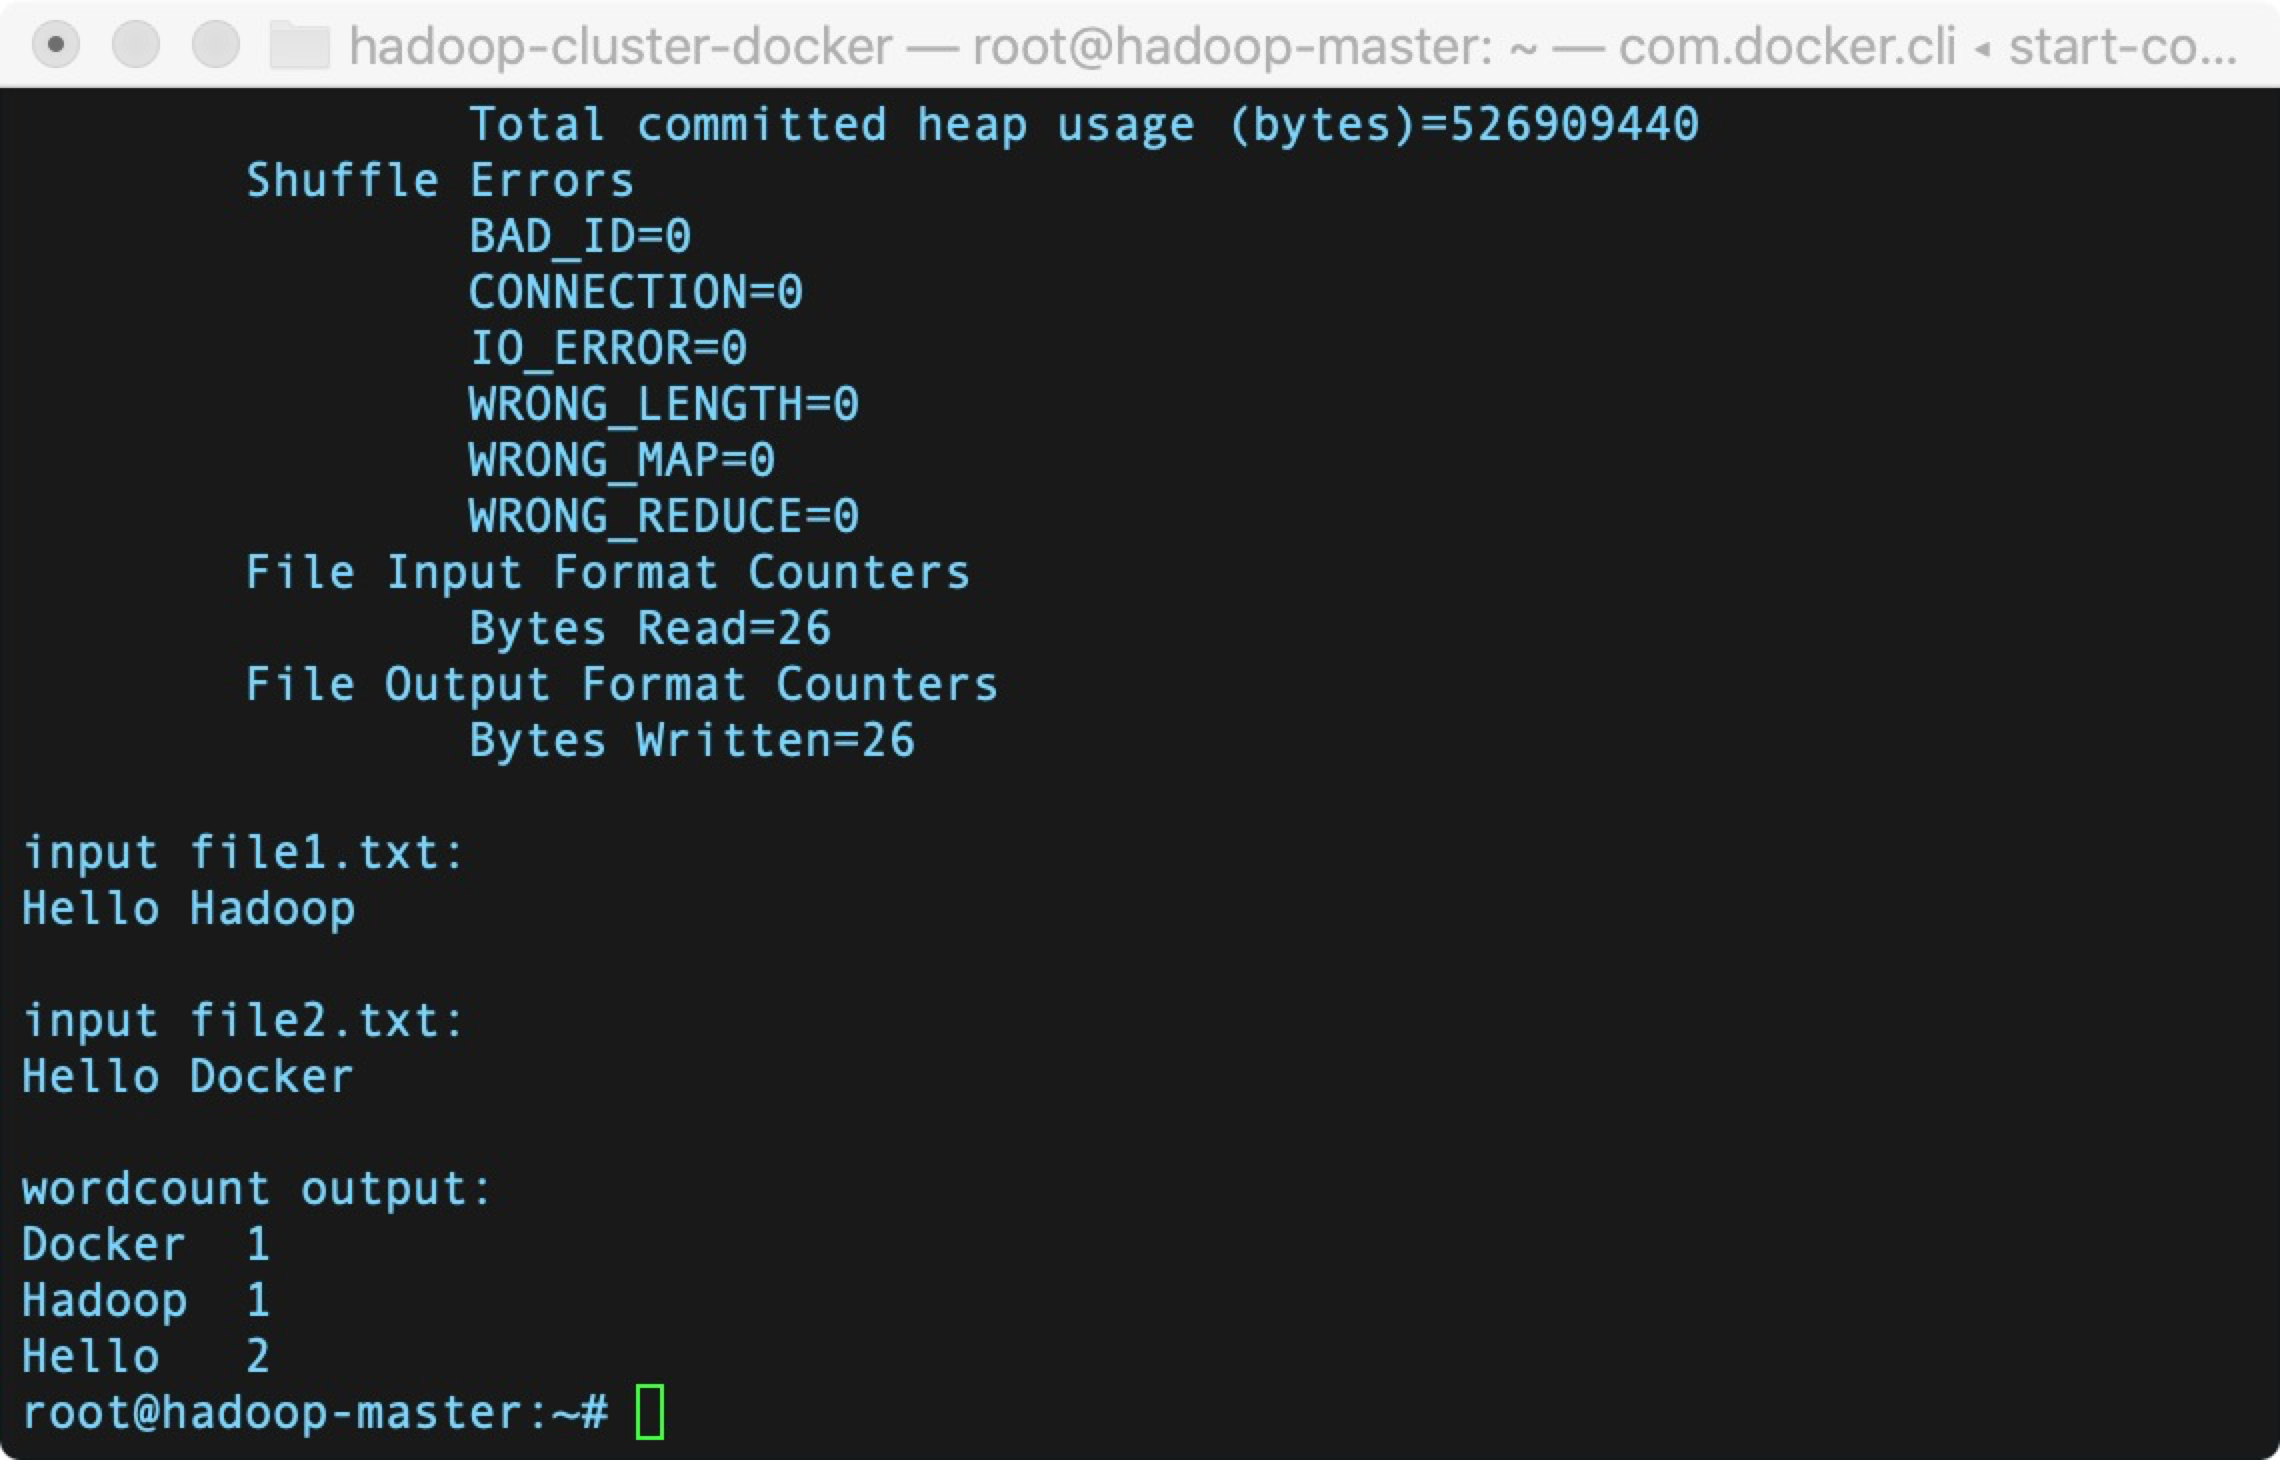 hadoop-cluster-docker — root@hadoop-master: ~ — com.docker.cli ◂ start-co...
Total committed heap usage (bytes)=526909440
Shuffle Errors
BAD_ID=0
CONNECTION=0
IO_ERROR=0
WRONG_LENGTH=0
WRONG_MAP=0
WRONG_REDUCE=0
File Input Format Counters
Bytes Read=26
File Output Format Counters
Bytes Written=26
input file1.txt:
Hello Hadoop
input file2.txt:
Hello Docker
wordcount output:
Docker 1
Hadoop 1
Hello 2
root@hadoop-master:~#